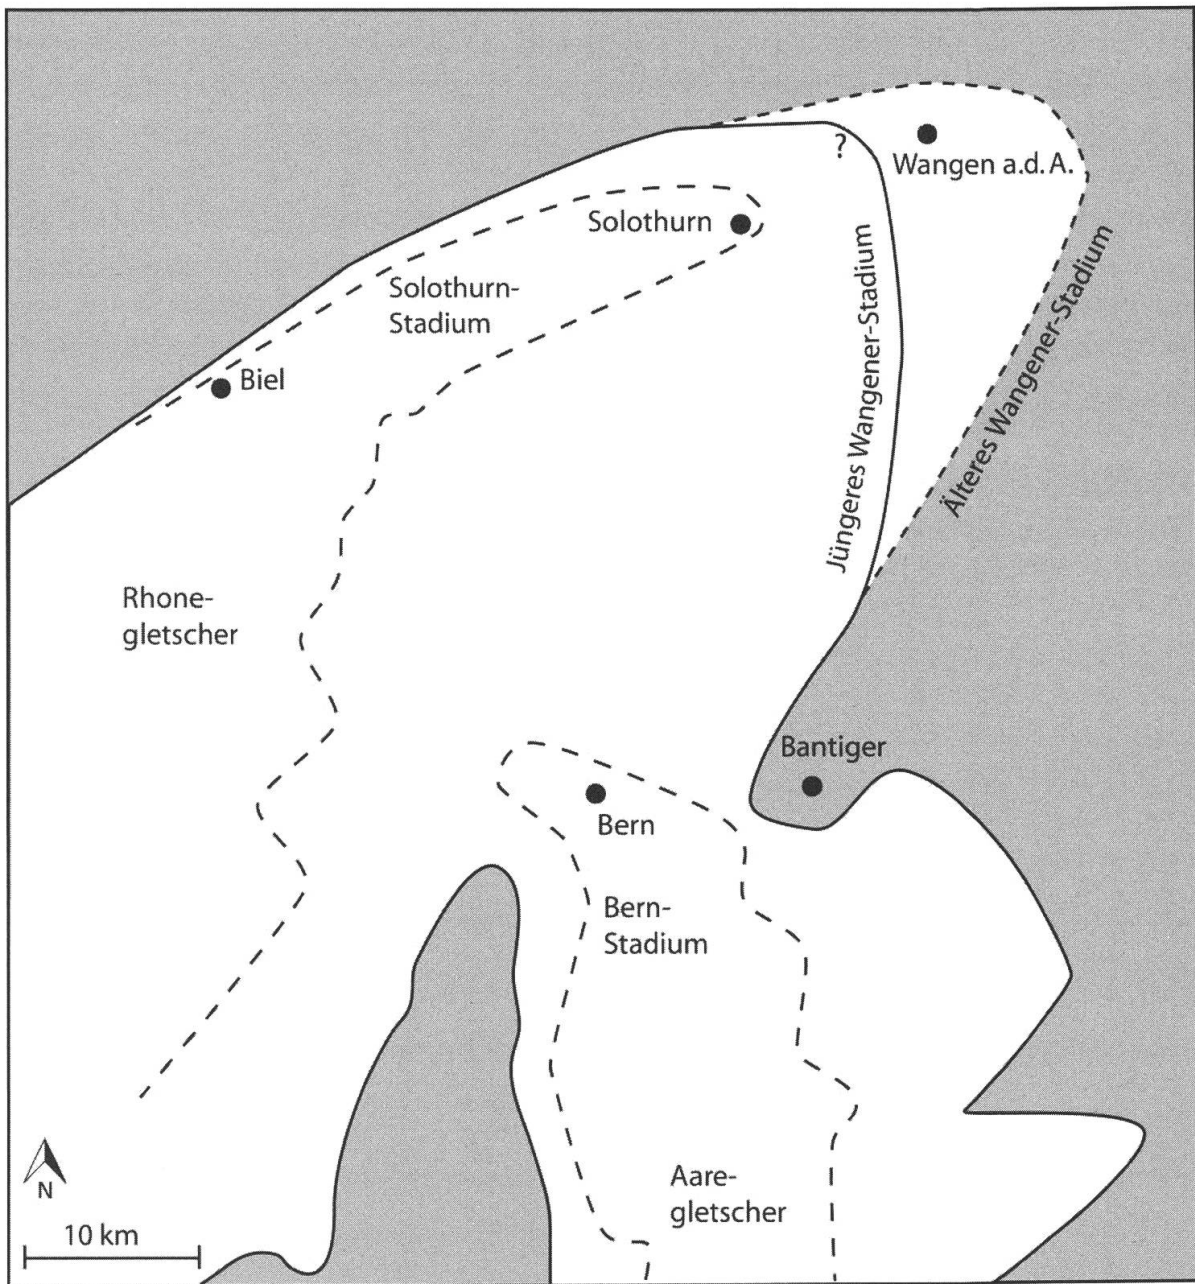 ?
Wangen a.d.A.
Solothurn
Solothurn-
Stadium
Biel
Jüngeres Wangener-Stadium
Älteres Wangener-Stadium
Rhone-
gletscher
Bantiger
Bern
Bern-
Stadium
Aare-
gletscher
N
10 km